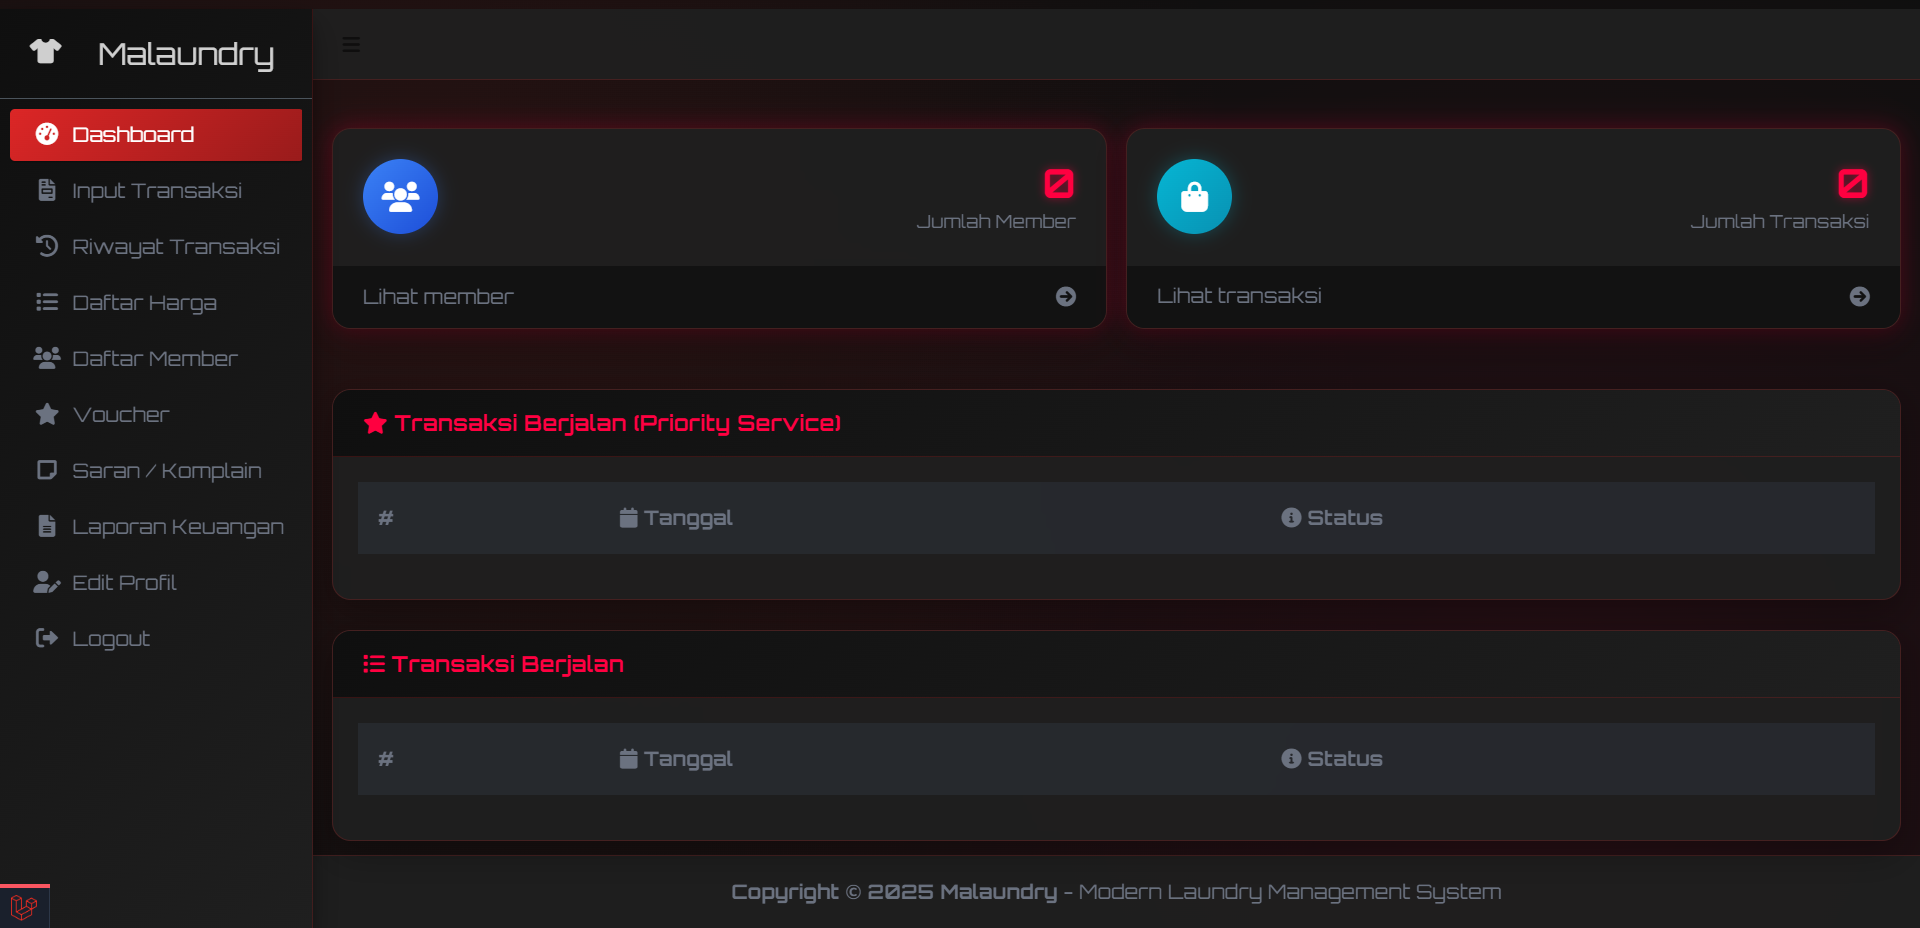 Malaundry
Dashboard
Input Transaksi
Riwayat Transaksi
Daftar Harga
Daftar Member
Voucher
Saran / Komplain
Laporan Keuangan
Edit Profil
Logout
0
Jumlah Member
Lihat member
0
Jumlah Transaksi
Lihat transaksi
Transaksi Berjalan (Priority Service)
# Tanggal Status
Transaksi Berjalan
# Tanggal Status
Copyright © 2025 Malaundry - Modern Laundry Management System